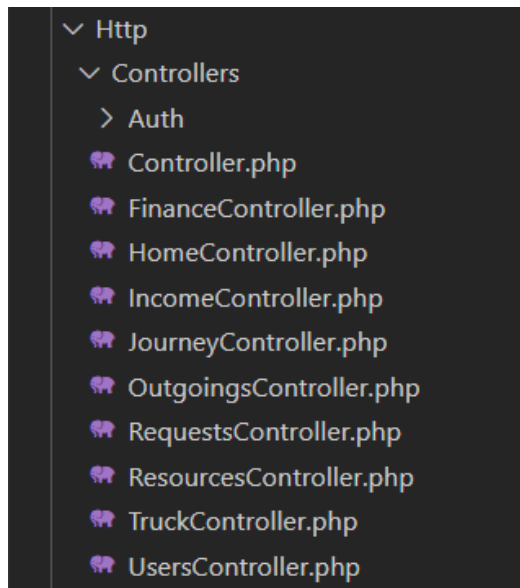 Http
Controllers
Auth
Controller.php
FinanceController.php
HomeController.php
IncomeController.php
JourneyController.php
OutgoingsController.php
RequestsController.php
ResourcesController.php
TruckController.php
UsersController.php